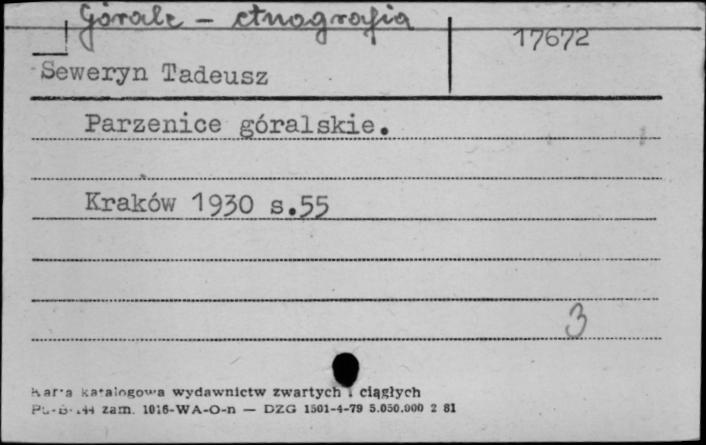 Górale - etnografia
17672
Seweryn Tadeusz
Parzenice góralskie.
Kraków 1930 s.55
3
Karta katalogowa wydawnictw zwartych i ciągłych
zam. 1016-WA-O-n — DZG 1501-4-79 5.050.000 2 81